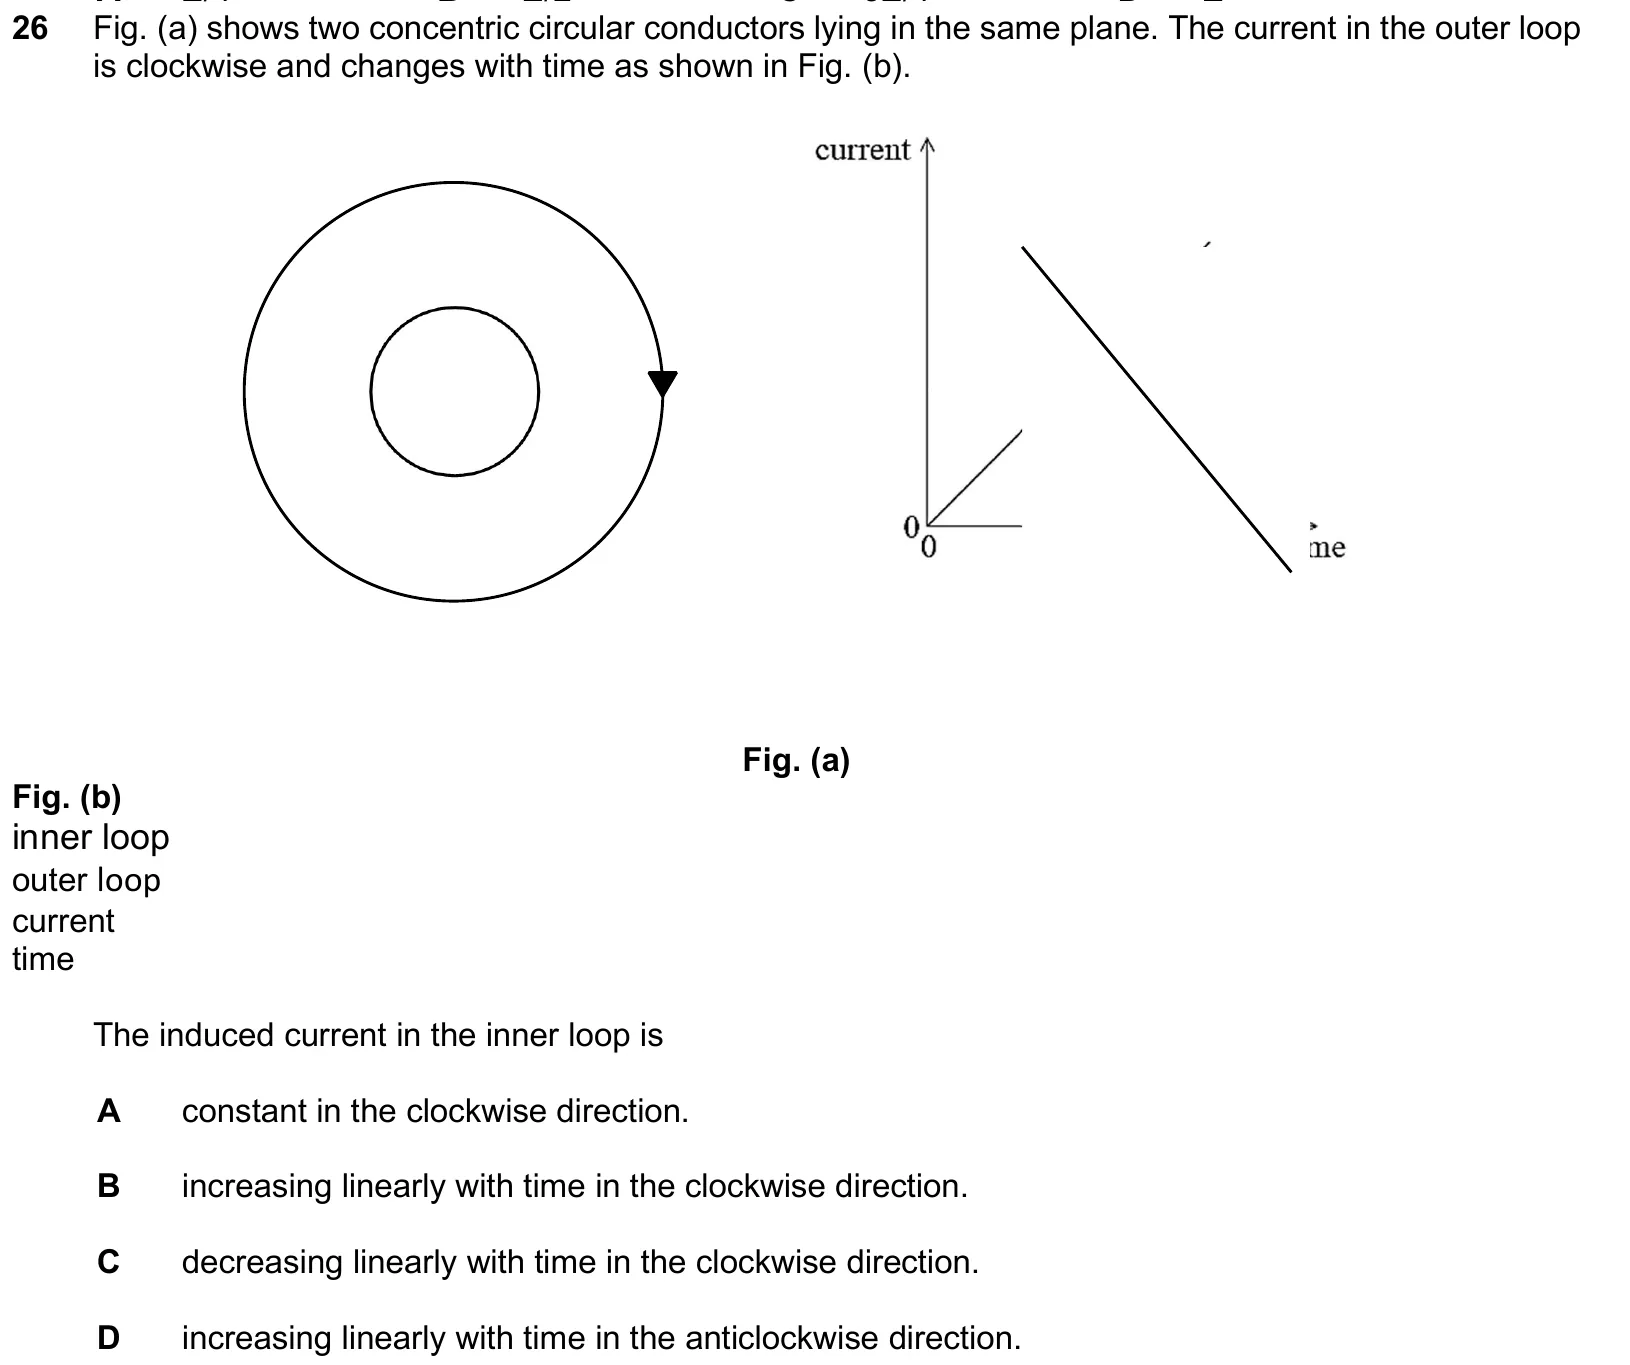 26 Fig. (a) shows two concentric circular conductors lying in the same plane. The current in the outer loop
is clockwise and changes with time as shown in Fig. (b).
current
0
0
me
Fig. (a)
Fig. (b)
inner loop
outer loop
current
time
The induced current in the inner loop is
A constant in the clockwise direction.
B increasing linearly with time in the clockwise direction.
C decreasing linearly with time in the clockwise direction.
D increasing linearly with time in the anticlockwise direction.